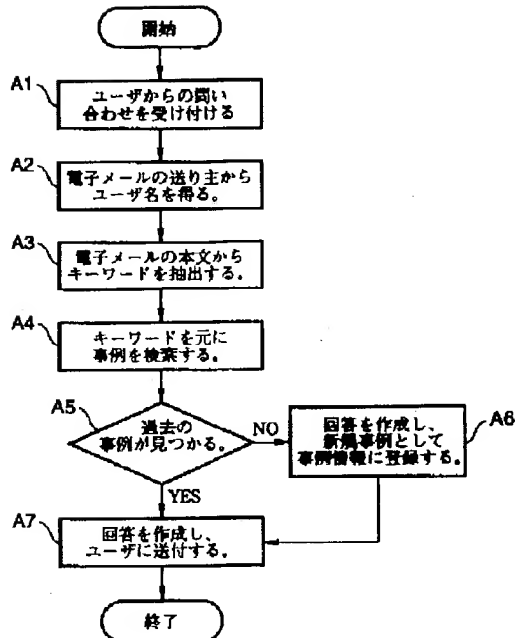 開始
A1
ユーザからの問い
合わせを受け付ける
A2
電子メールの送り主から
ユーザ名を得る。
A3
電子メールの本文から
キーワードを抽出する。
A4
キーワードを元に
事例を検索する。
A5
過去の
事例が見つかる。
NO
A6
回答を作成し、
新規事例として
事例情報に登録する。
YES
A7
回答を作成し、
ユーザに送付する。
終了